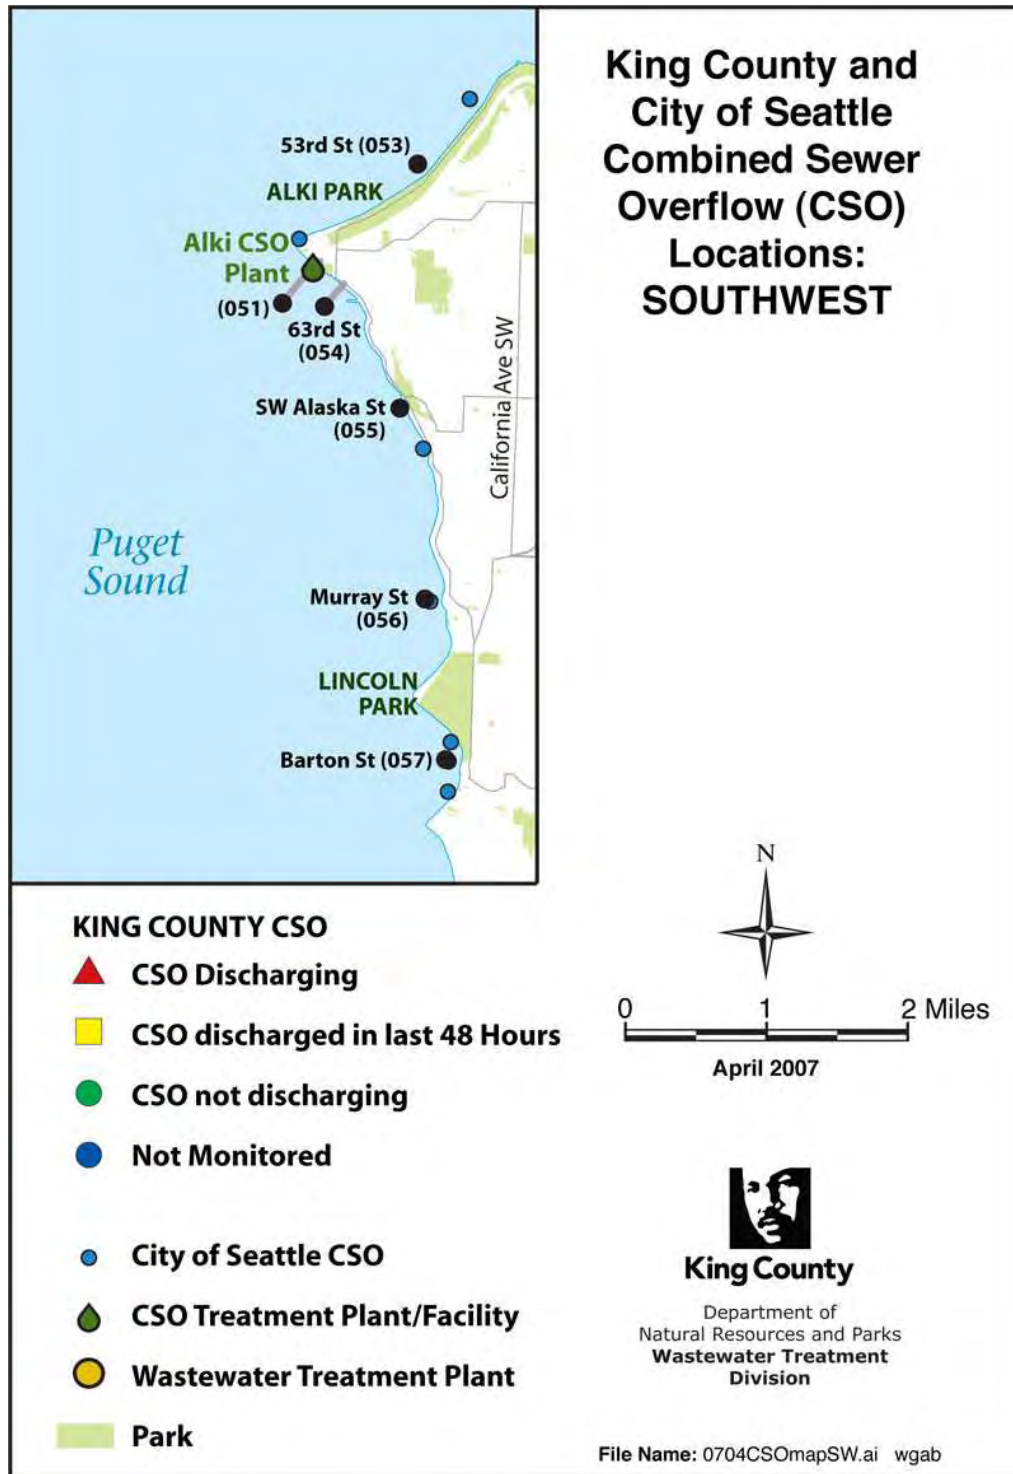 King County and
City of Seattle
Combined Sewer
Overflow (CSO)
Locations:
SOUTHWEST
53rd St (053)
ALKI PARK
Alki CSO
Plant
(051)
63rd St
(054)
SW Alaska St
(055)
California Ave SW
Puget
Sound
Murray St
(056)
LINCOLN
PARK
Barton St (057)
N
0 1 2 Miles
April 2007
KING COUNTY CSO
CSO Discharging
CSO discharged in last 48 Hours
CSO not discharging
Not Monitored
City of Seattle CSO
CSO Treatment Plant/Facility
Wastewater Treatment Plant
Park
King County
Department of
Natural Resources and Parks
Wastewater Treatment
Division
File Name: 0704CSOmapSW.ai wgab